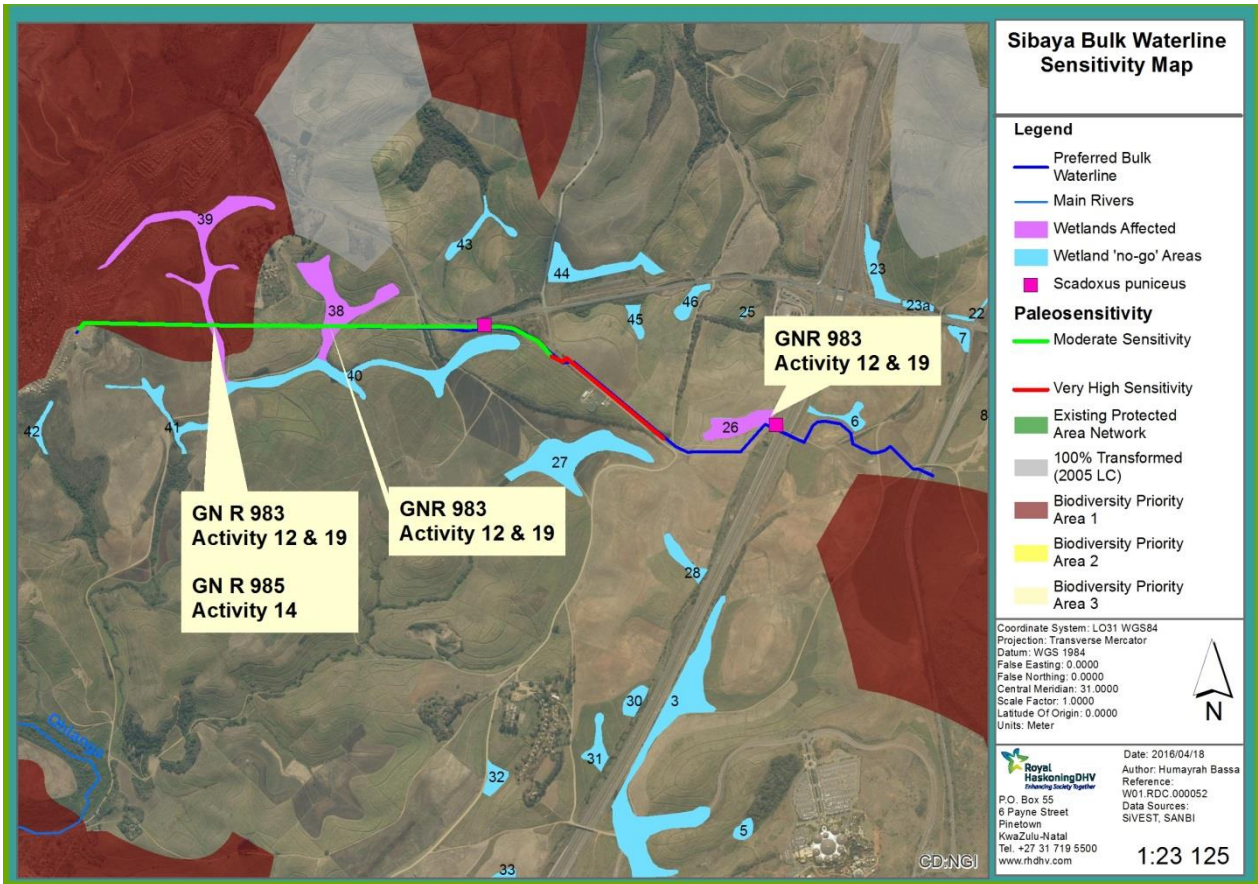 39
43
44
23
38
46
45
25
23a
22
7
GNR 983
Activity 12 & 19
40
8
42
41
26
6
27
GN R 983
Activity 12 & 19
GN R 985
Activity 14
GNR 983
Activity 12 & 19
28
30
3
31
32
5
33
CD:NGI
Sibaya Bulk Waterline
Sensitivity Map
Legend
Preferred Bulk
Waterline
Main Rivers
Wetlands Affected
Wetland 'no-go' Areas
Scadoxus puniceus
Paleosensitivity
Moderate Sensitivity
Very High Sensitivity
Existing Protected
Area Network
100% Transformed
(2005 LC)
Biodiversity Priority
Area 1
Biodiversity Priority
Area 2
Biodiversity Priority
Area 3
Coordinate System: LO31 WGS84
Projection: Transverse Mercator
Datum: WGS 1984
False Easting: 0.0000
False Northing: 0.0000
Central Meridian: 31.0000
Scale Factor: 1.0000
Latitude Of Origin: 0.0000
Units: Meter
N
Royal
HaskoningDHV
Enhancing Society Together
P.O. Box 55
6 Payne Street
Pinetown
KwaZulu-Natal
Tel. +27 31 719 5500
www.rhdhv.com
Date: 2016/04/18
Author: Humayrah Bassa
Reference:
W01.RDC.000052
Data Sources:
SiVEST, SANBI
1:23 125